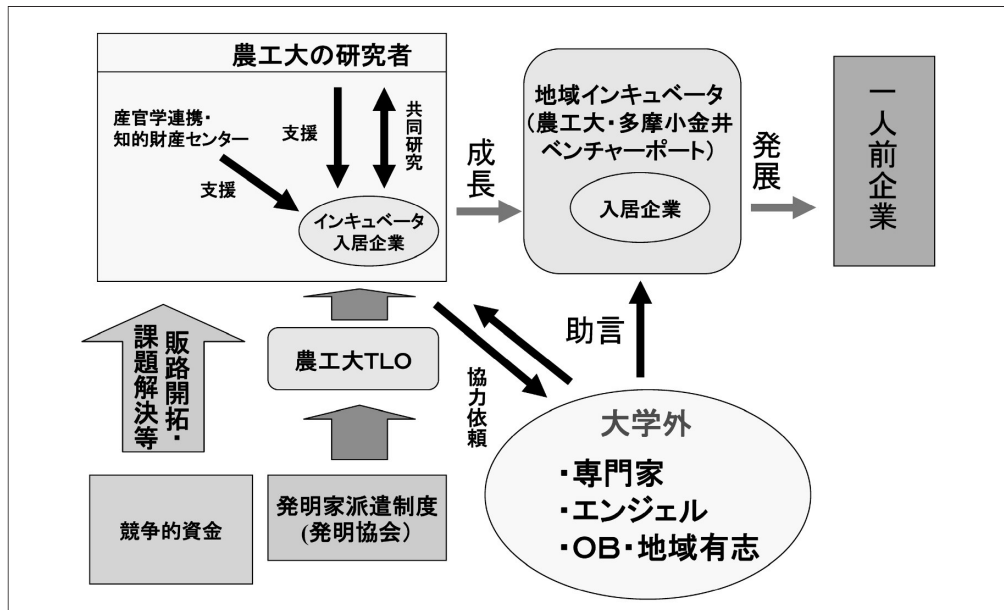 農工大の研究者
産官学連携・
知的財産センター
支援
支援
共同研究
インキュベータ
入居企業
成長
地域インキュベータ
(農工大・多摩小金井
ベンチャーポート)
入居企業
発展
一人前企業
販路開拓・
課題解決等
農工大TLO
協力依頼
助言
競争的資金
発明家派遣制度
(発明協会)
大学外
・専門家
・エンジェル
・OB・地域有志